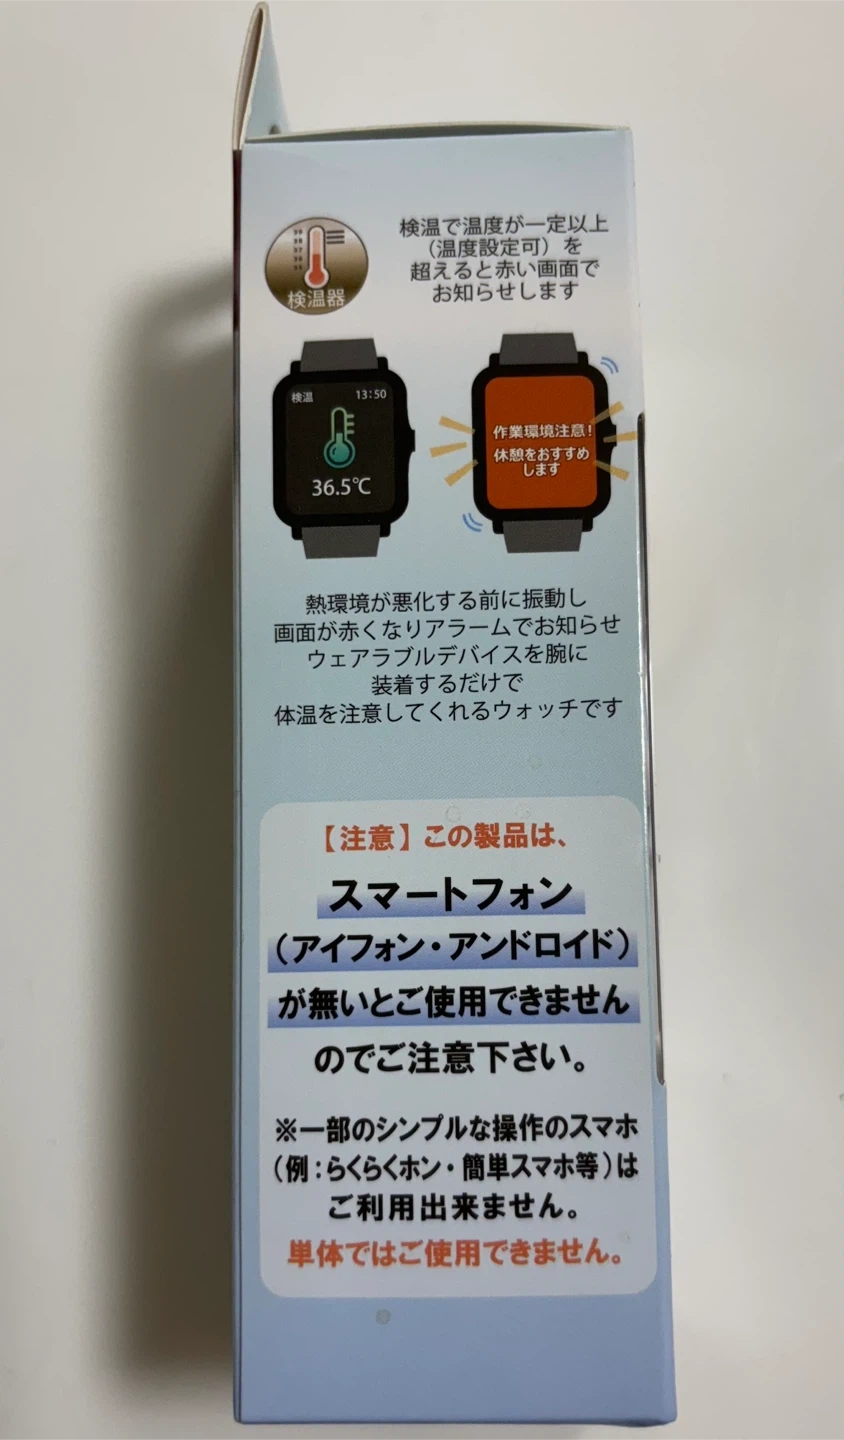 検温器
検温で温度が一定以上
（温度設定可）を
超えると赤い画面で
お知らせします
検温 13:50
36.5℃
作業環境注意！
休憩をおすすめ
します
熱環境が悪化する前に振動し
画面が赤くなりアラームでお知らせ
ウェアラブルデバイスを腕に
装着するだけで
体温を注意してくれるウォッチです
【注意】この製品は、
スマートフォン
（アイフォン・アンドロイド）
が無いとご使用できません
のでご注意下さい。
※一部のシンプルな操作のスマホ
（例：らくらくホン・簡単スマホ等）は
ご利用出来ません。
単体ではご使用できません。